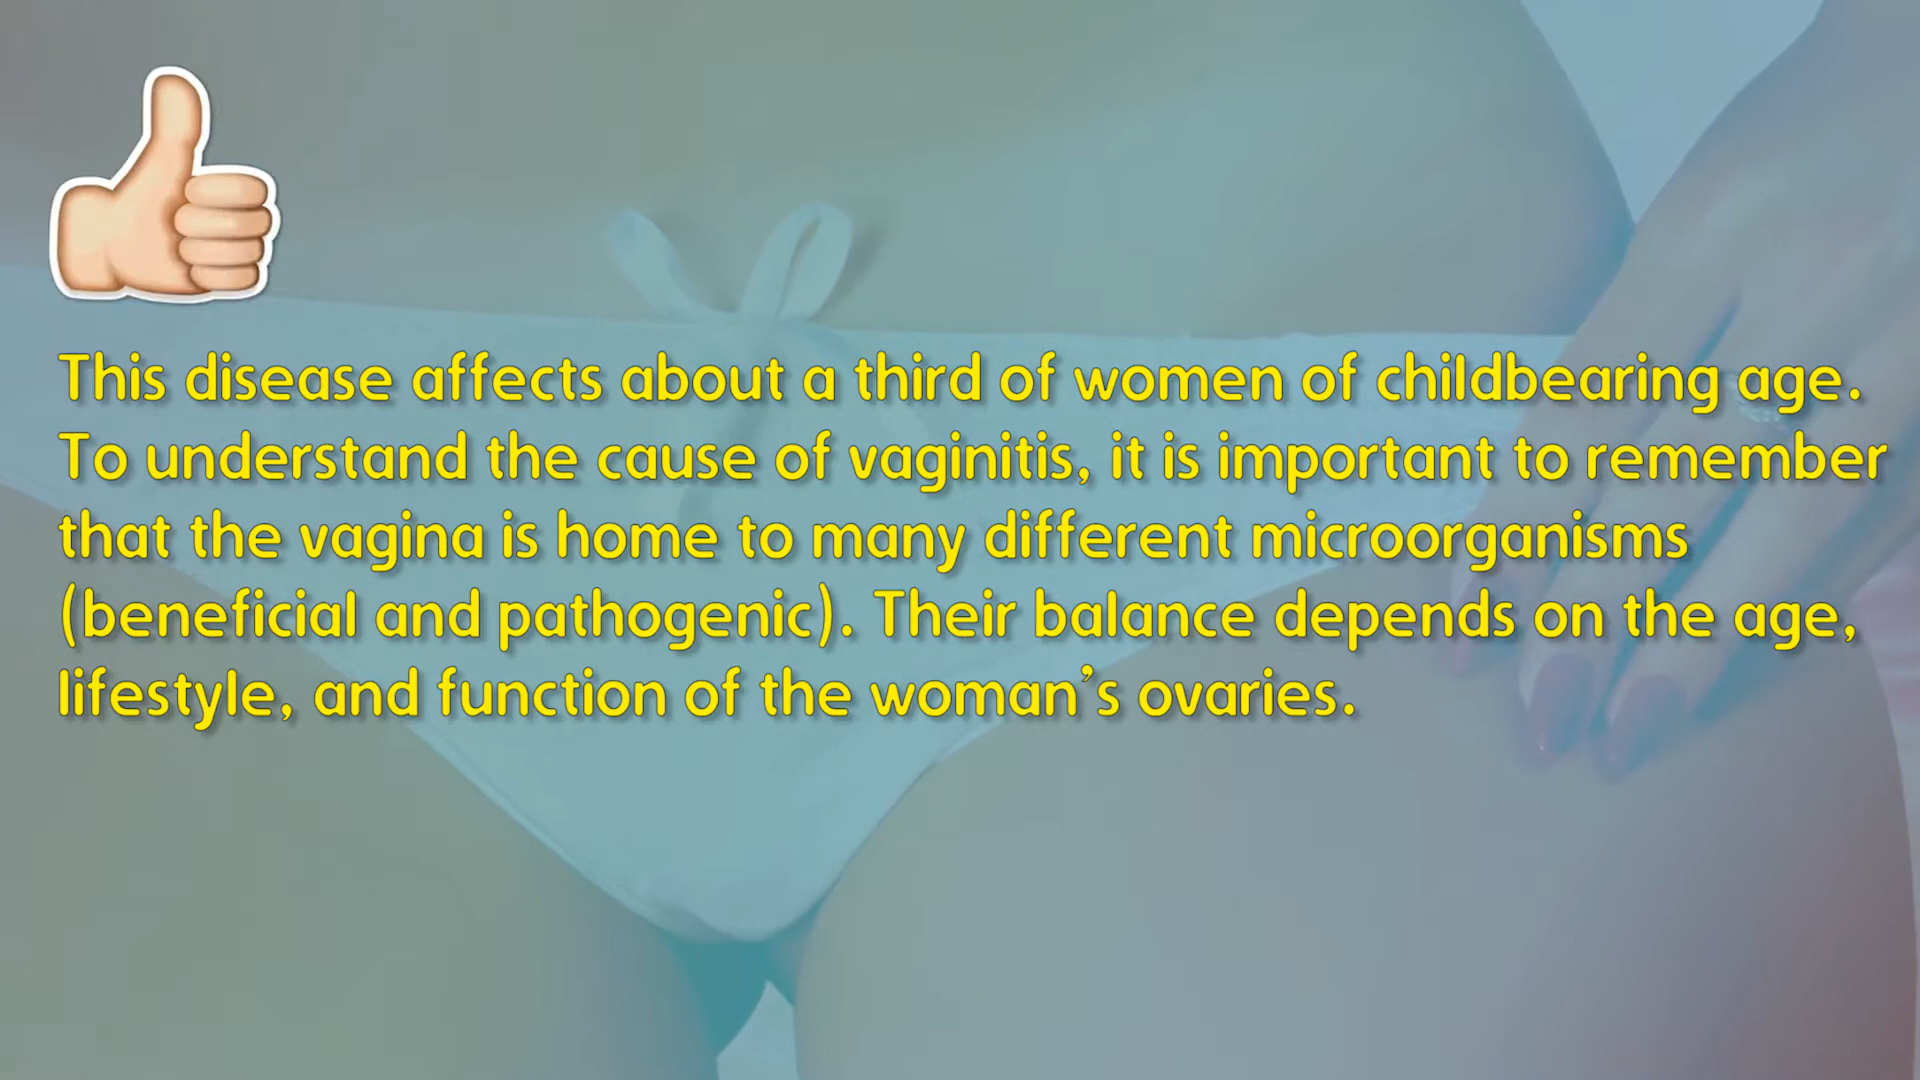 This disease affects about a third of women of childbearing age.
To understand the cause of vaginitis, it is important to remember
that the vagina is home to many different microorganisms
(beneficial and pathogenic). Their balance depends on the age,
lifestyle, and function of the woman's ovaries.